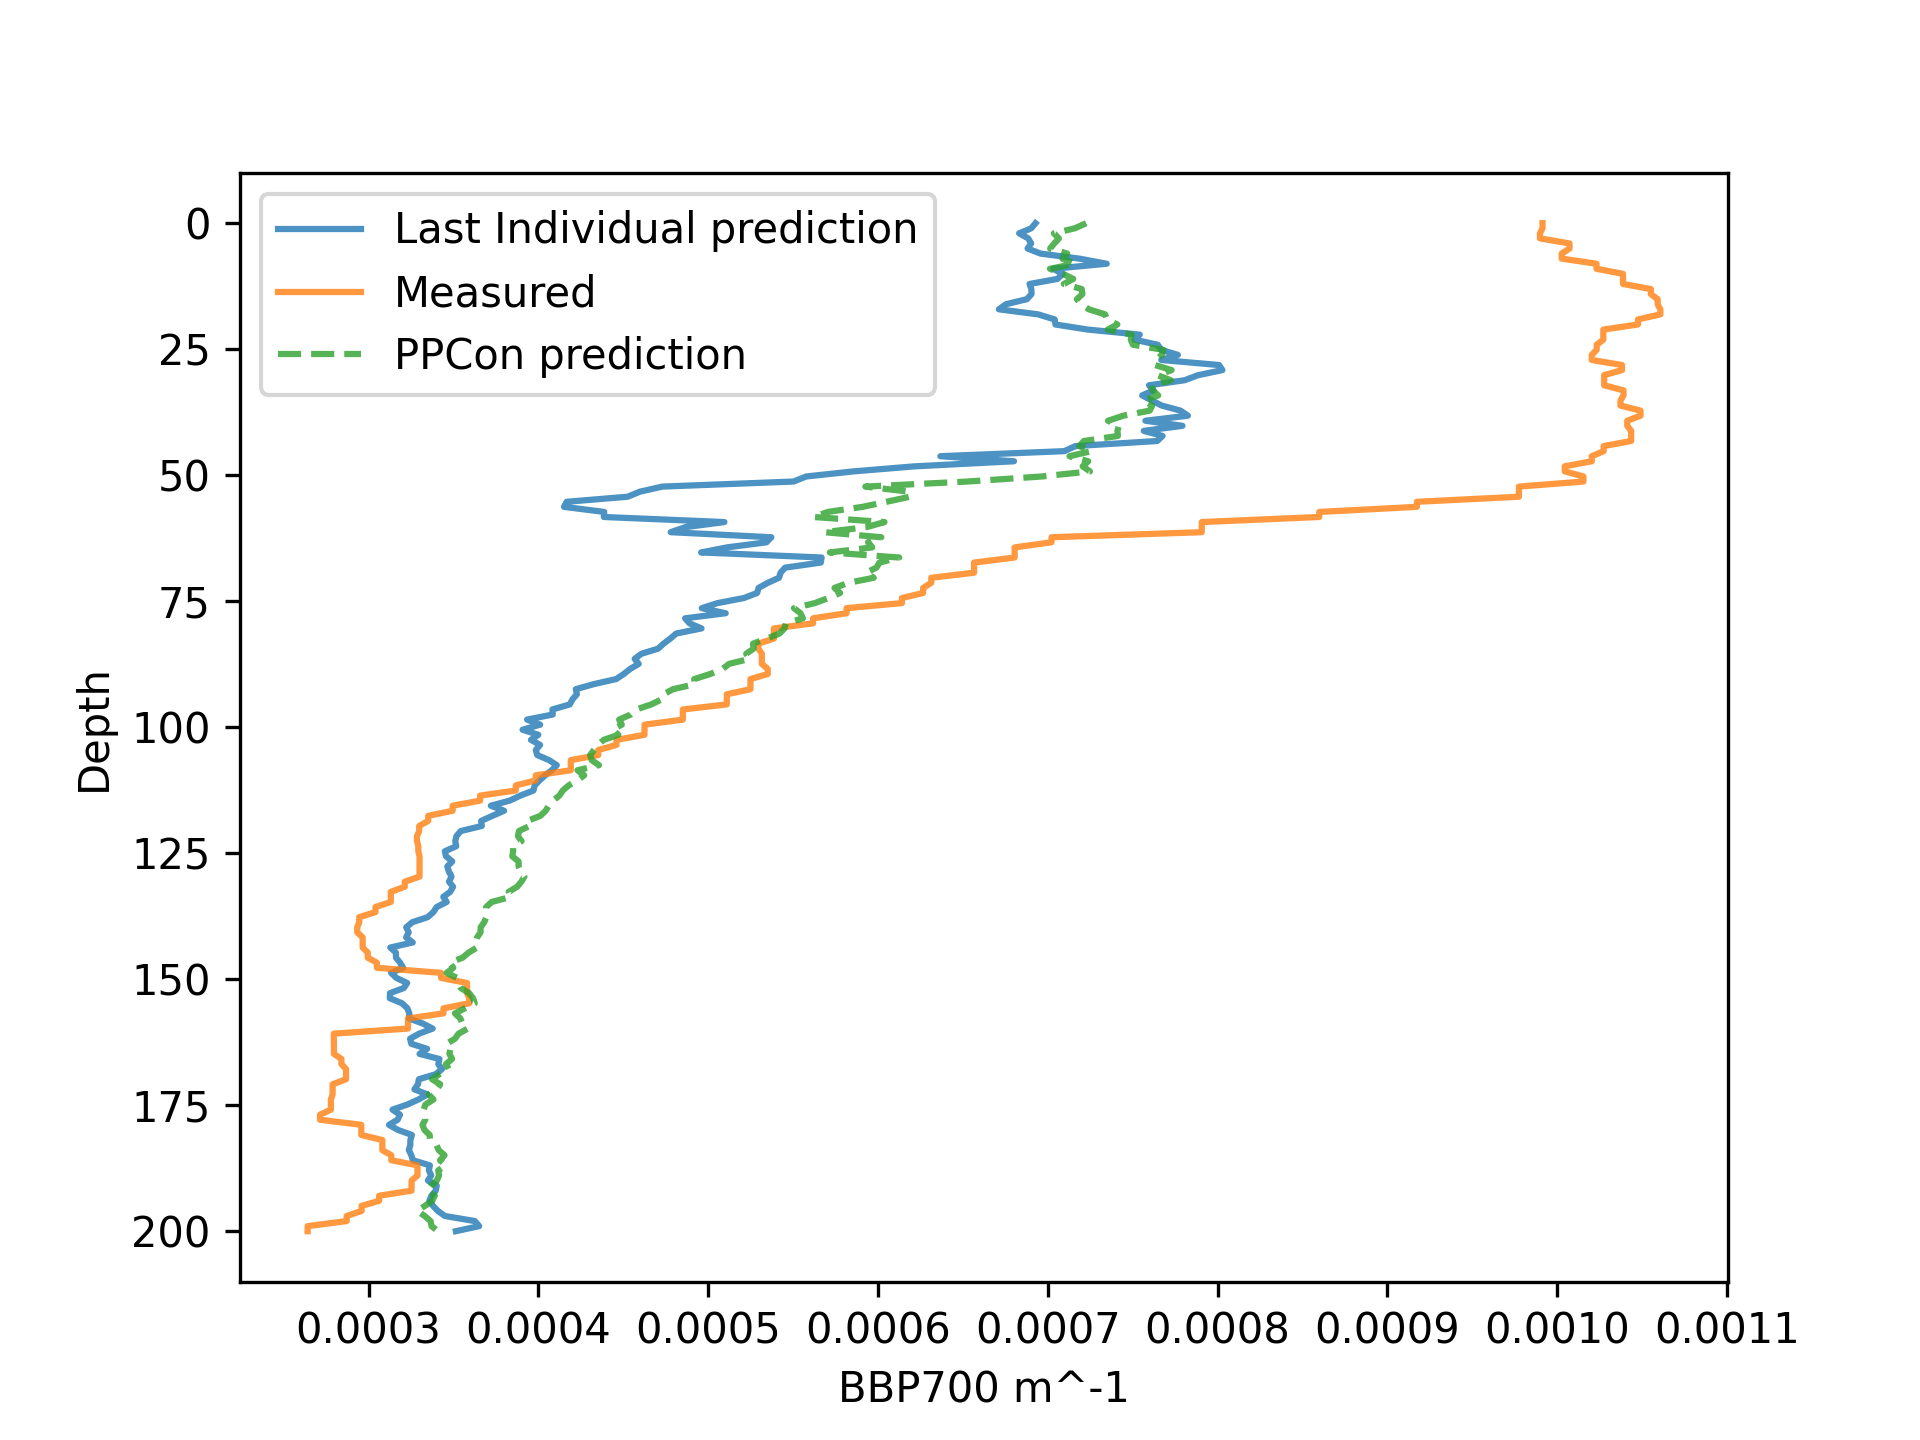 Last Individual prediction
Measured
PPCon prediction
0
25
50
75
100
125
150
175
200
Depth
0.0003 0.0004 0.0005 0.0006 0.0007 0.0008 0.0009 0.0010 0.0011
BBP700 m^-1